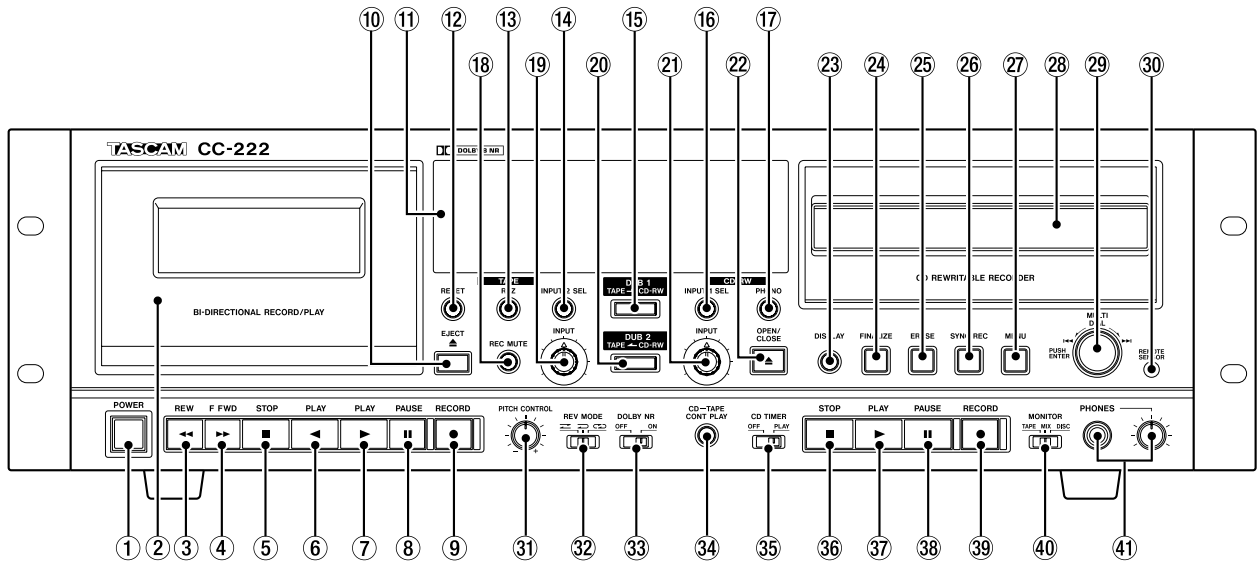 ⑩ ⑪ ⑫ ⑬ ⑭ ⑮ ⑯ ⑰
⑱ ⑲ ⑳ ㉑ ㉒ ㉓ ㉔ ㉕ ㉖ ㉗ ㉘ ㉙ ㉚
TASCAM CC-222
DOLBY B NR
TAPE
CD-RW
RESET
RTZ
INPUT 2 SEL
DUB 1
TAPE CD-RW
INPUT 1 SEL
PHONO
CD REWRITABLE RECORDER
BI-DIRECTIONAL RECORD/PLAY
EJECT
REC MUTE
INPUT
DUB 2
TAPE CD-RW
INPUT
OPEN/
CLOSE
DISPLAY
FINALIZE
ERASE
SYNC REC
MENU
MULTI
DIAL
PUSH
ENTER
REMOTE
SENSOR
POWER
REW
F FWD
STOP
PLAY
PLAY
PAUSE
RECORD
PITCH CONTROL
– +
REV MODE
DOLBY NR
OFF ON
CD—TAPE
CONT PLAY
CD TIMER
OFF PLAY
STOP
PLAY
PAUSE
RECORD
MONITOR
TAPE MIX DISC
PHONES
① ② ③ ④ ⑤ ⑥ ⑦ ⑧ ⑨ ㉛ ㉜ ㉝ ㉞ ㉟ ㊱ ㊲ ㊳ ㊴ ㊵ ㊶